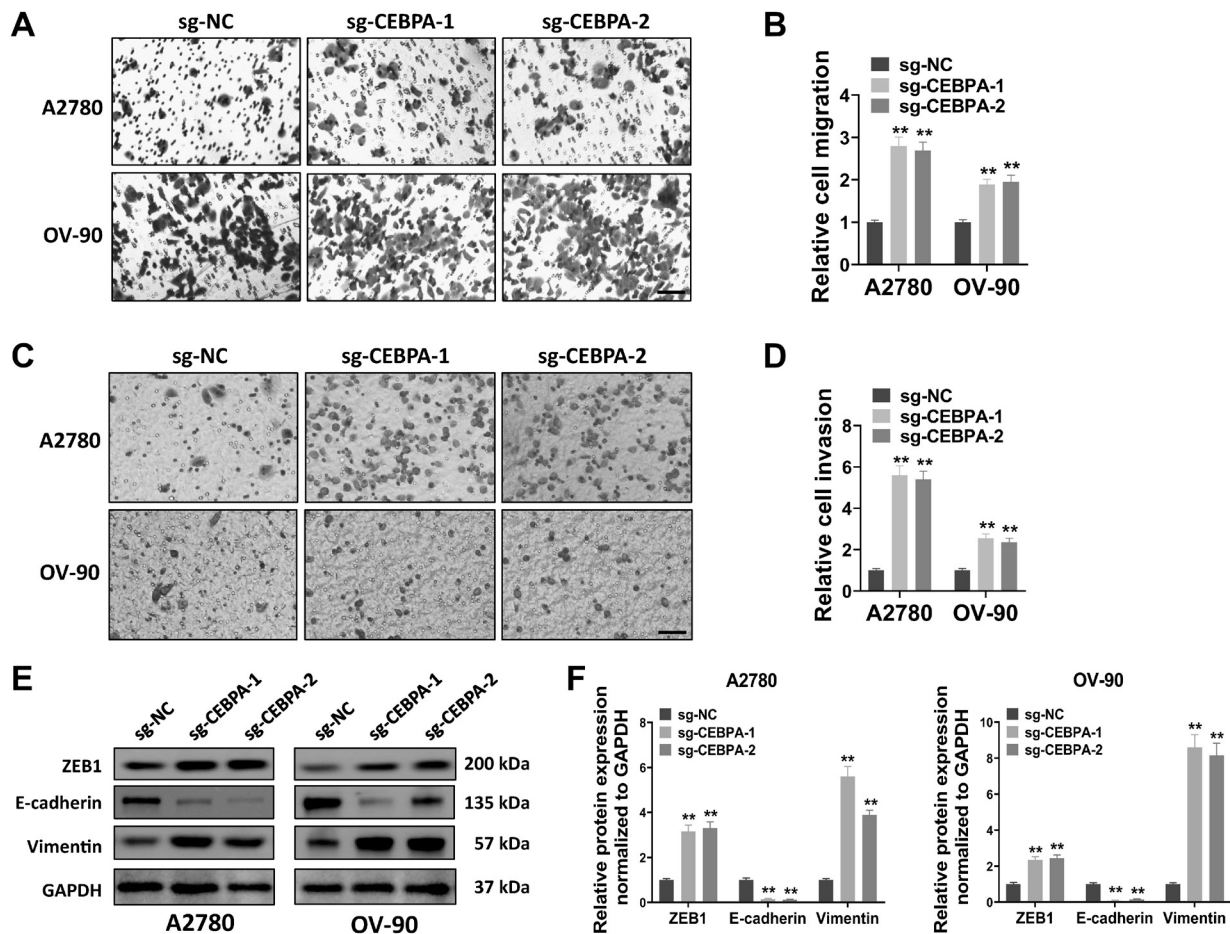 A
sg-NC sg-CEBPA-1 sg-CEBPA-2
A2780
OV-90
B
sg-NC
sg-CEBPA-1
sg-CEBPA-2
Relative cell migration
4
3
2
1
0
** ** ** **
A2780 OV-90
C
sg-NC sg-CEBPA-1 sg-CEBPA-2
A2780
OV-90
D
sg-NC
sg-CEBPA-1
sg-CEBPA-2
Relative cell invasion
8
6
4
2
0
** ** ** **
A2780 OV-90
E
sg-NC sg-CEBPA-1 sg-CEBPA-2 sg-NC sg-CEBPA-1 sg-CEBPA-2
ZEB1 200 kDa
E-cadherin 135 kDa
Vimentin 57 kDa
GAPDH 37 kDa
A2780 OV-90
F
A2780
sg-NC
sg-CEBPA-1
sg-CEBPA-2
Relative protein expression
normalized to GAPDH
8
6
4
2
0
** ** ** ** ** **
ZEB1 E-cadherin Vimentin
OV-90
sg-NC
sg-CEBPA-1
sg-CEBPA-2
Relative protein expression
normalized to GAPDH
10
8
6
4
2
0
** ** ** ** ** **
ZEB1 E-cadherin Vimentin